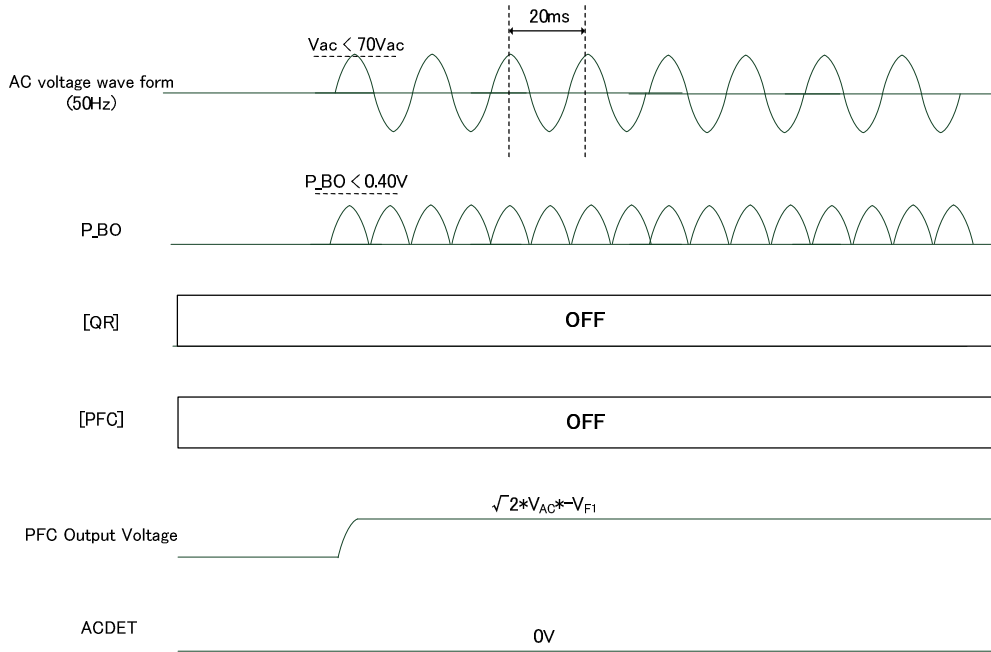 20ms
Vac < 70Vac
AC voltage wave form
(50Hz)
P_BO < 0.40V
P_BO
[QR]
OFF
[PFC]
OFF
√2*VAC*-VF1
PFC Output Voltage
ACDET
0V